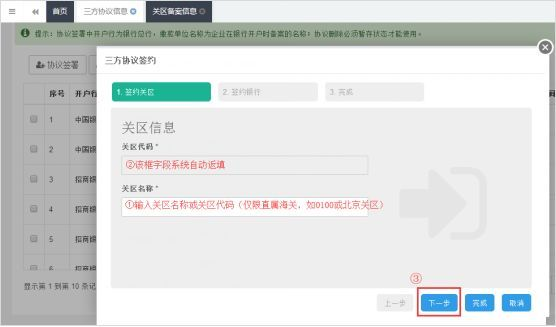 首页
三方协议信息
关区备案信息
提示：协议签署中开户行为银行总行，重庆单位名称为企业在银行开户时备案的名称；协议删除必须暂存状态才能使用。
协议签署
序号
开户行
1
中国银
2
中国银
3
招商银
4
招商银
5
招商银
6
招商银
显示第 1 到第 10 条记
三方协议签约
1. 签约关区
2. 签约银行
3. 完成
关区信息
关区代码 *
②该框字段系统自动返填
关区名称 *
①输入关区名称或关区代码（仅限直属海关，如0100或北京关区）
③
上一步
下一步
完成
取消